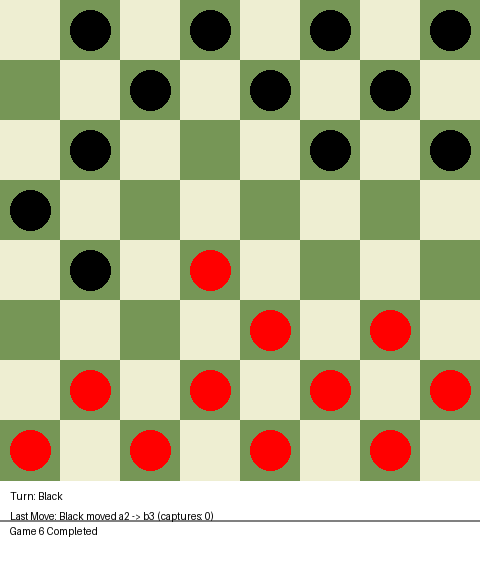 Turn: Black
Last Move: Black moved a2 -> b3 (captures: 0)
Game 6 Completed